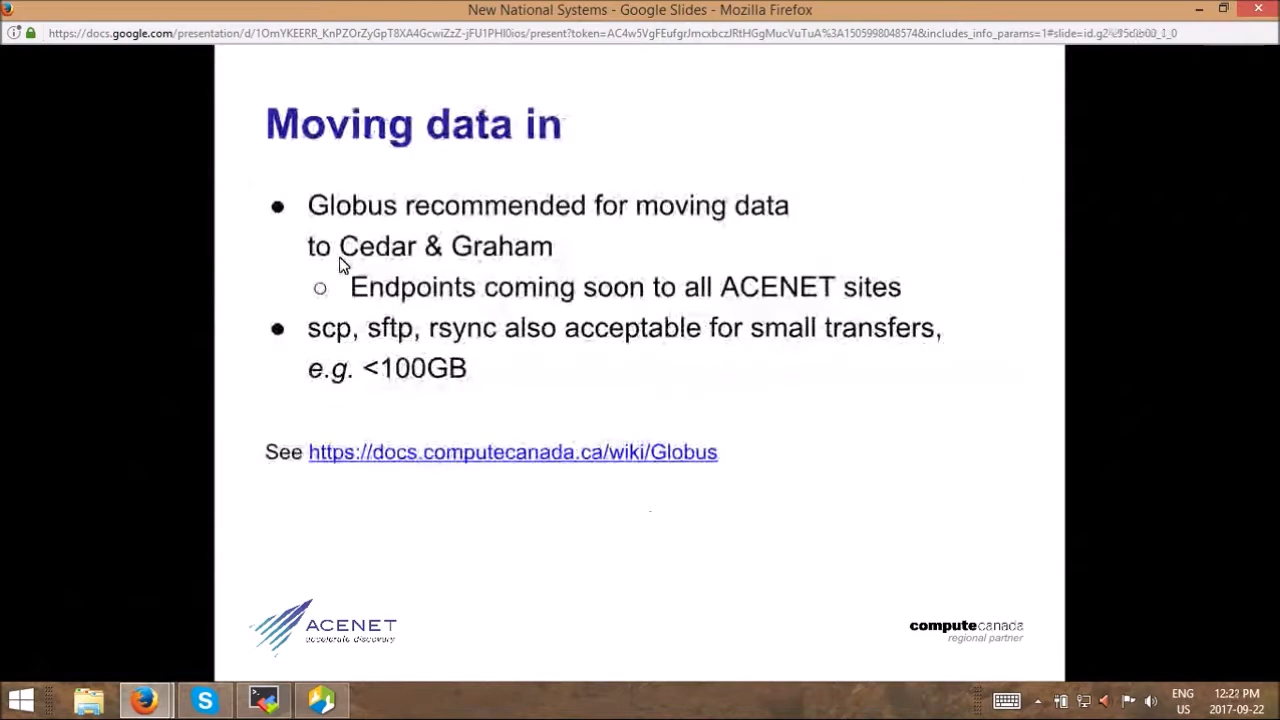 New National Systems - Google Slides - Mozilla Firefox
Moving data in
● Globus recommended for moving data
to Cedar & Graham
○ Endpoints coming soon to all ACENET sites
● scp, sftp, rsync also acceptable for small transfers,
e.g. <100GB
See https://docs.computecanada.ca/wiki/Globus
ACENET
accelerate discovery
computecanada
regional partner
ENG
US
12:22 PM
2017-09-22